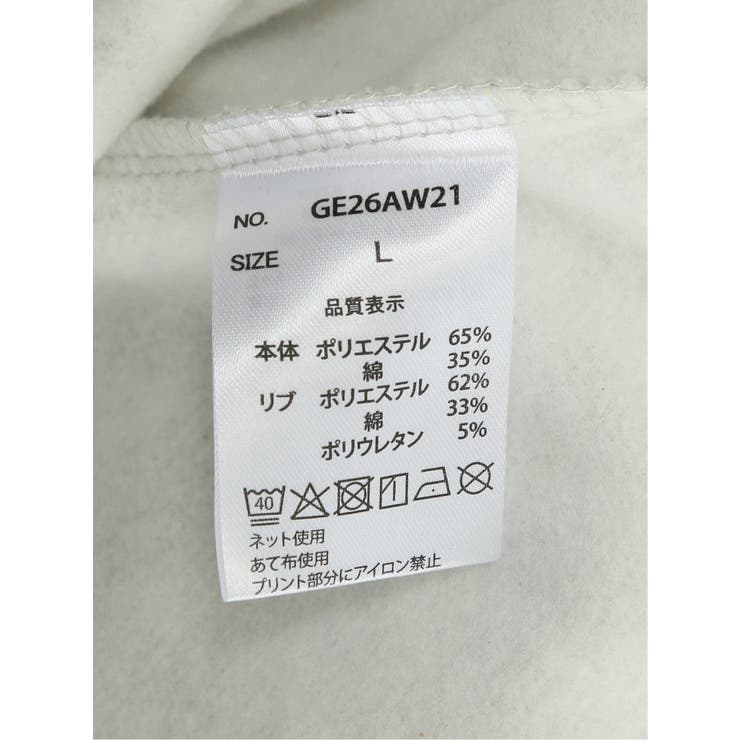 NO. GE26AW21
SIZE L
品質表示
本体 ポリエステル 65%
綿 35%
リブ ポリエステル 62%
綿 33%
ポリウレタン 5%
40
ネット使用
あて布使用
プリント部分にアイロン禁止